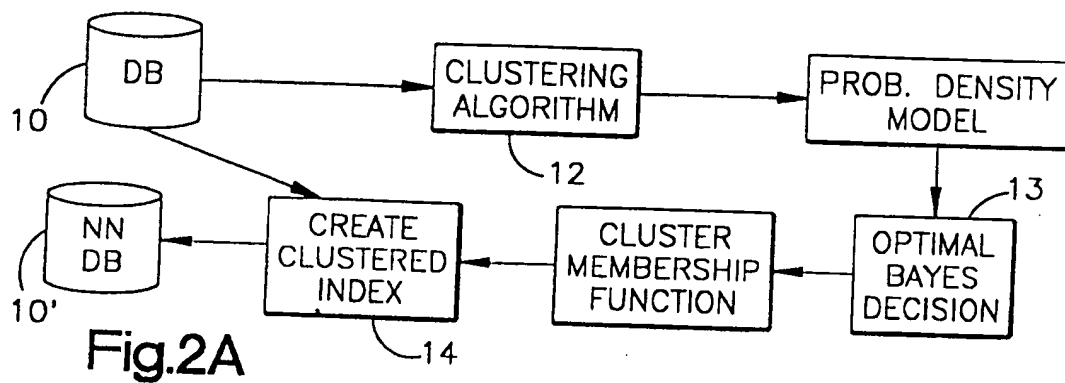 DB
10
CLUSTERING
ALGORITHM
12
PROB. DENSITY
MODEL
13
NN
DB
10'
CREATE
CLUSTERED
INDEX
14
CLUSTER
MEMBERSHIP
FUNCTION
OPTIMAL
BAYES
DECISION
Fig.2A